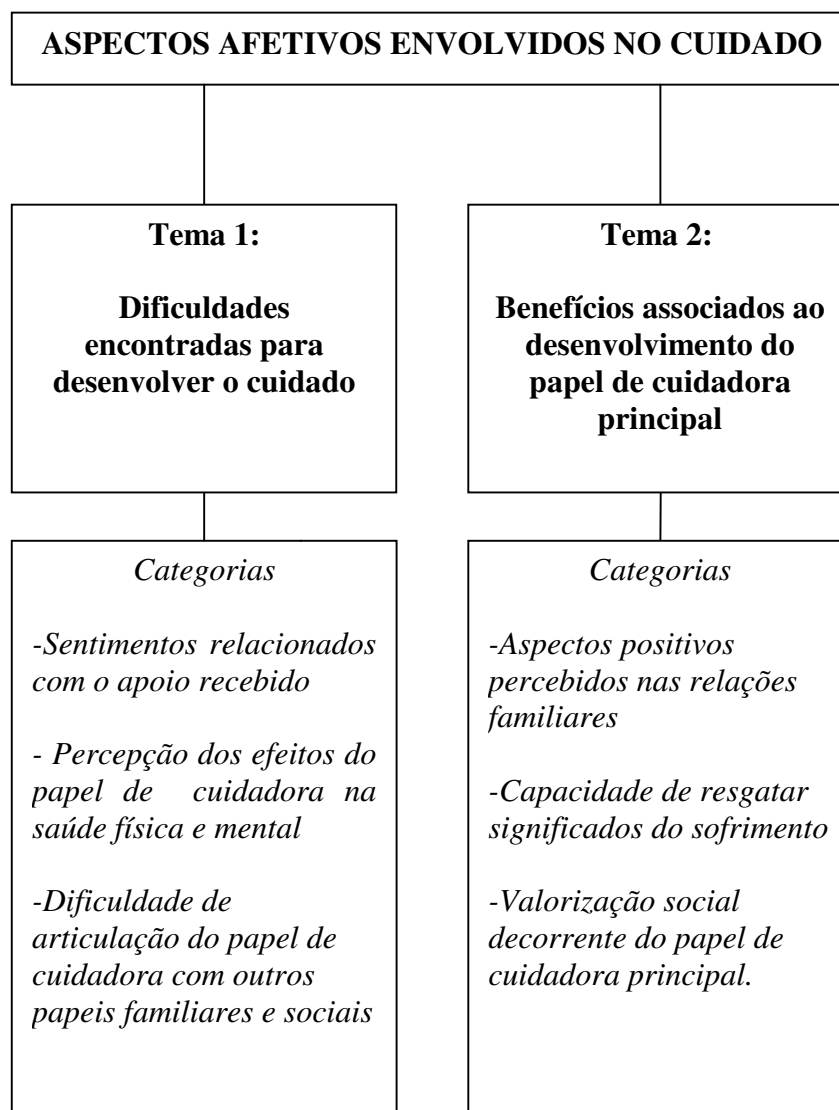 ASPECTOS AFETIVOS ENVOLVIDOS NO CUIDADO
Tema 1:
Dificuldades
encontradas para
desenvolver o cuidado
Tema 2:
Benefícios associados ao
desenvolvimento do
papel de cuidadora
principal
Categorias
-Sentimentos relacionados
com o apoio recebido
- Percepção dos efeitos do
papel de cuidadora na
saúde física e mental
-Dificuldade de
articulação do papel de
cuidadora com outros
papeis familiares e sociais
Categorias
-Aspectos positivos
percebidos nas relações
familiares
-Capacidade de resgatar
significados do sofrimento
-Valorização social
decorrente do papel de
cuidadora principal.